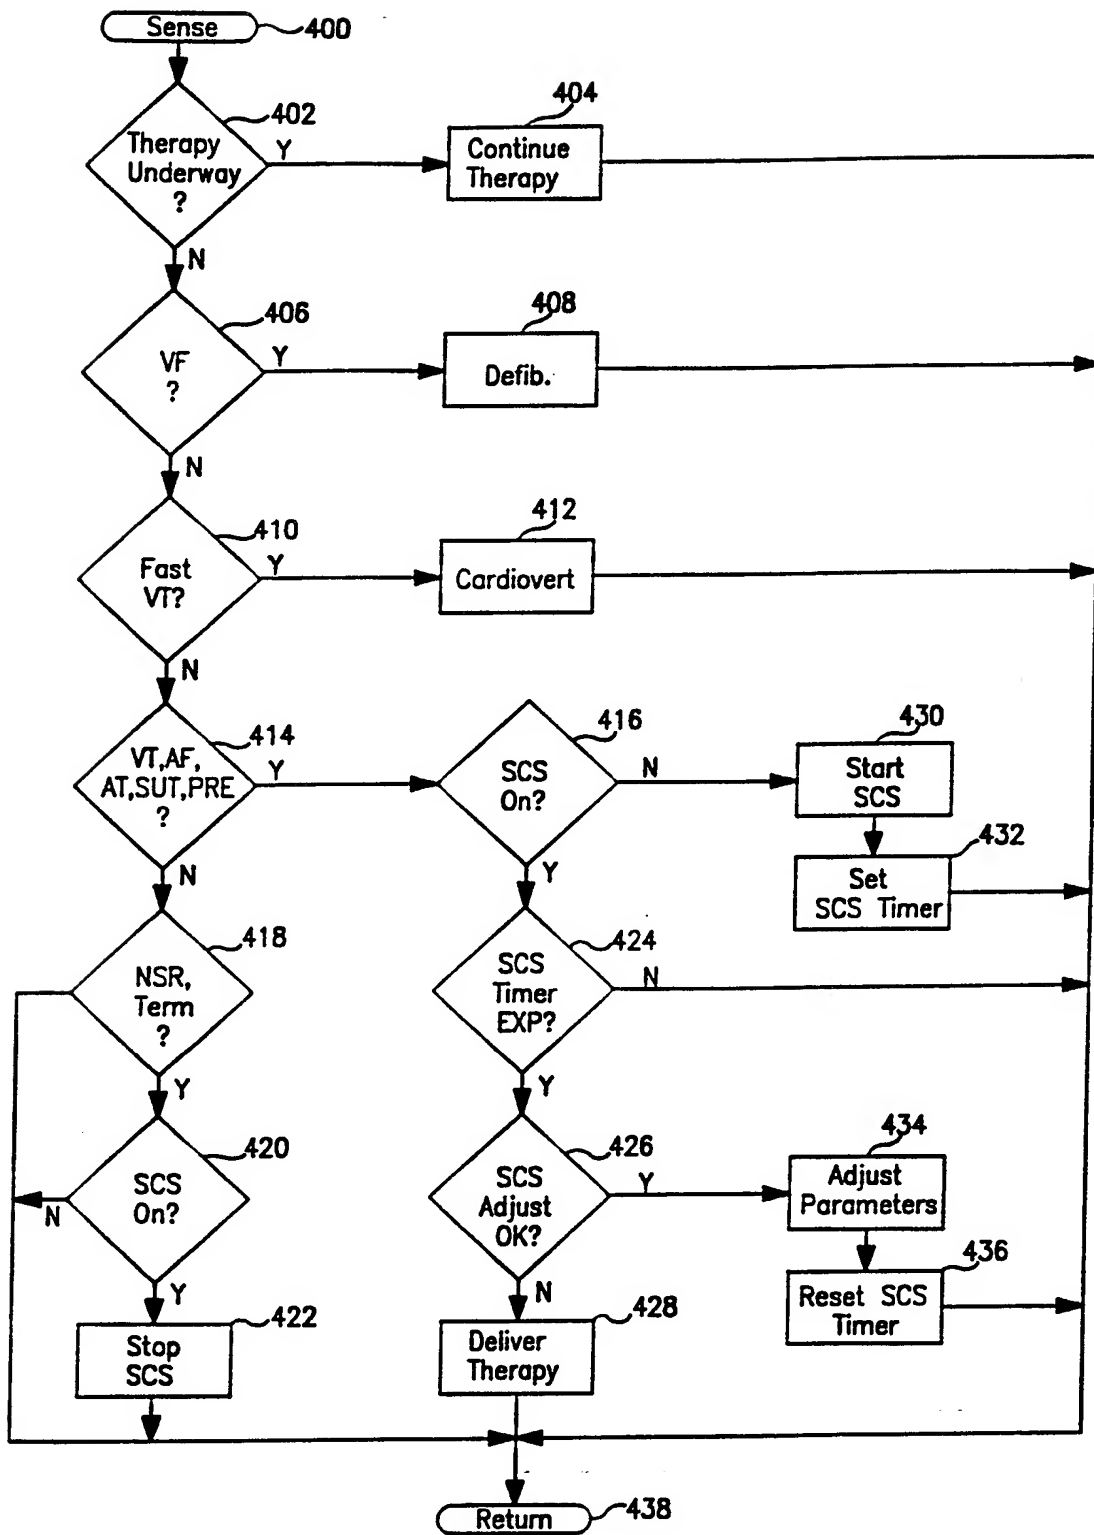 Sense
400
402
Therapy
Underway
?
Y
404
Continue
Therapy
N
406
VF
?
Y
408
Defib.
N
410
Fast
VT?
Y
412
Cardiovert
N
414
VT,AF,
AT,SUT,PRE
?
Y
416
SCS
On?
N
430
Start
SCS
432
Set
SCS Timer
N
Y
418
NSR,
Term
?
424
SCS
Timer
EXP?
N
Y
Y
420
SCS
On?
N
426
SCS
Adjust
OK?
Y
434
Adjust
Parameters
436
Reset SCS
Timer
Y
N
422
Stop
SCS
428
Deliver
Therapy
Return
438